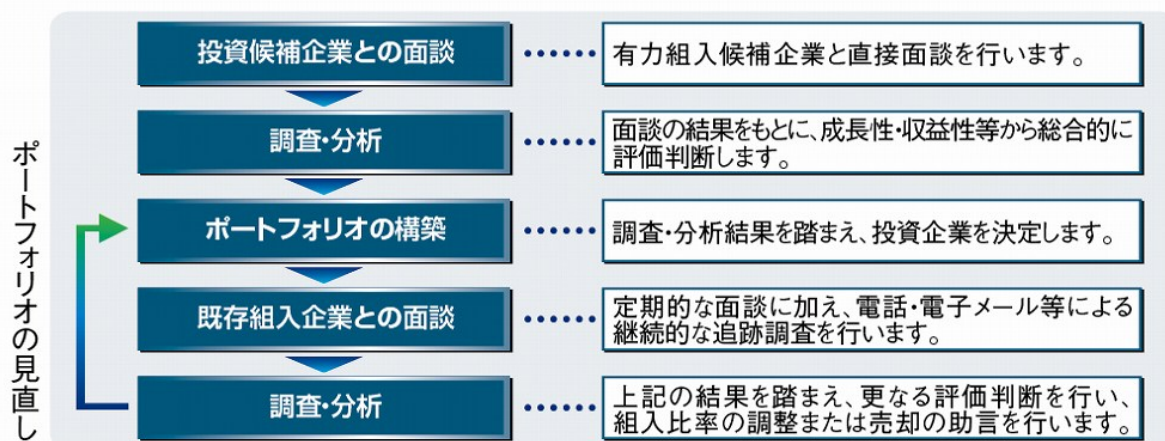 投資候補企業との面談
有力組入候補企業と直接面談を行います。
調査・分析
面談の結果をもとに、成長性・収益性等から総合的に
評価判断します。
ポートフォリオの構築
調査・分析結果を踏まえ、投資企業を決定します。
既存組入企業との面談
定期的な面談に加え、電話・電子メール等による
継続的な追跡調査を行います。
調査・分析
上記の結果を踏まえ、更なる評価判断を行い、
組入比率の調整または売却の助言を行います。
ポートフォリオの見直し